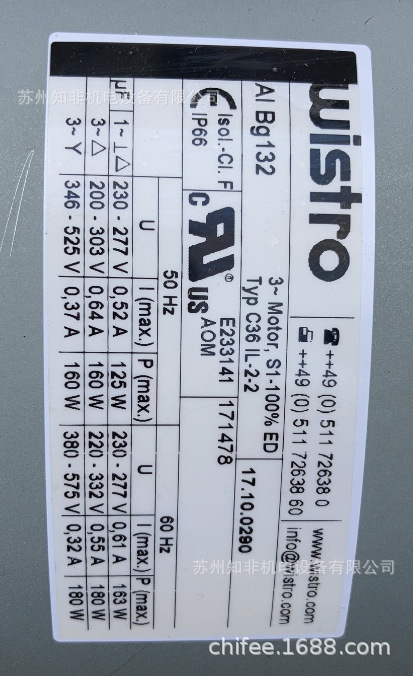 wistro
☎ ++49 (0) 511 72638 0
++49 (0) 511 72638 60
www.wistro.com
info@wistro.com
Al Bg132
3~ Motor, S1-100% ED
Typ C36 IL-2-2
17.10.0290
CE
Isol.-Cl. F
IP66
c UR ® US
E233141
AOM
171478
50 Hz
60 Hz
U I (max.) P (max.) U I (max.) P (max.)
µF 1~ ⊥ △ 230 - 277 V 0,52 A 125 W 230 - 277 V 0,61 A 163 W
3~ △ 200 - 303 V 0,64 A 160 W 220 - 332 V 0,55 A 180 W
3~ Y 346 - 525 V 0,37 A 160 W 380 - 575 V 0,32 A 180 W
苏州知非机电设备有限公司
苏州知非机电设备有限公司
chifee.1688.com